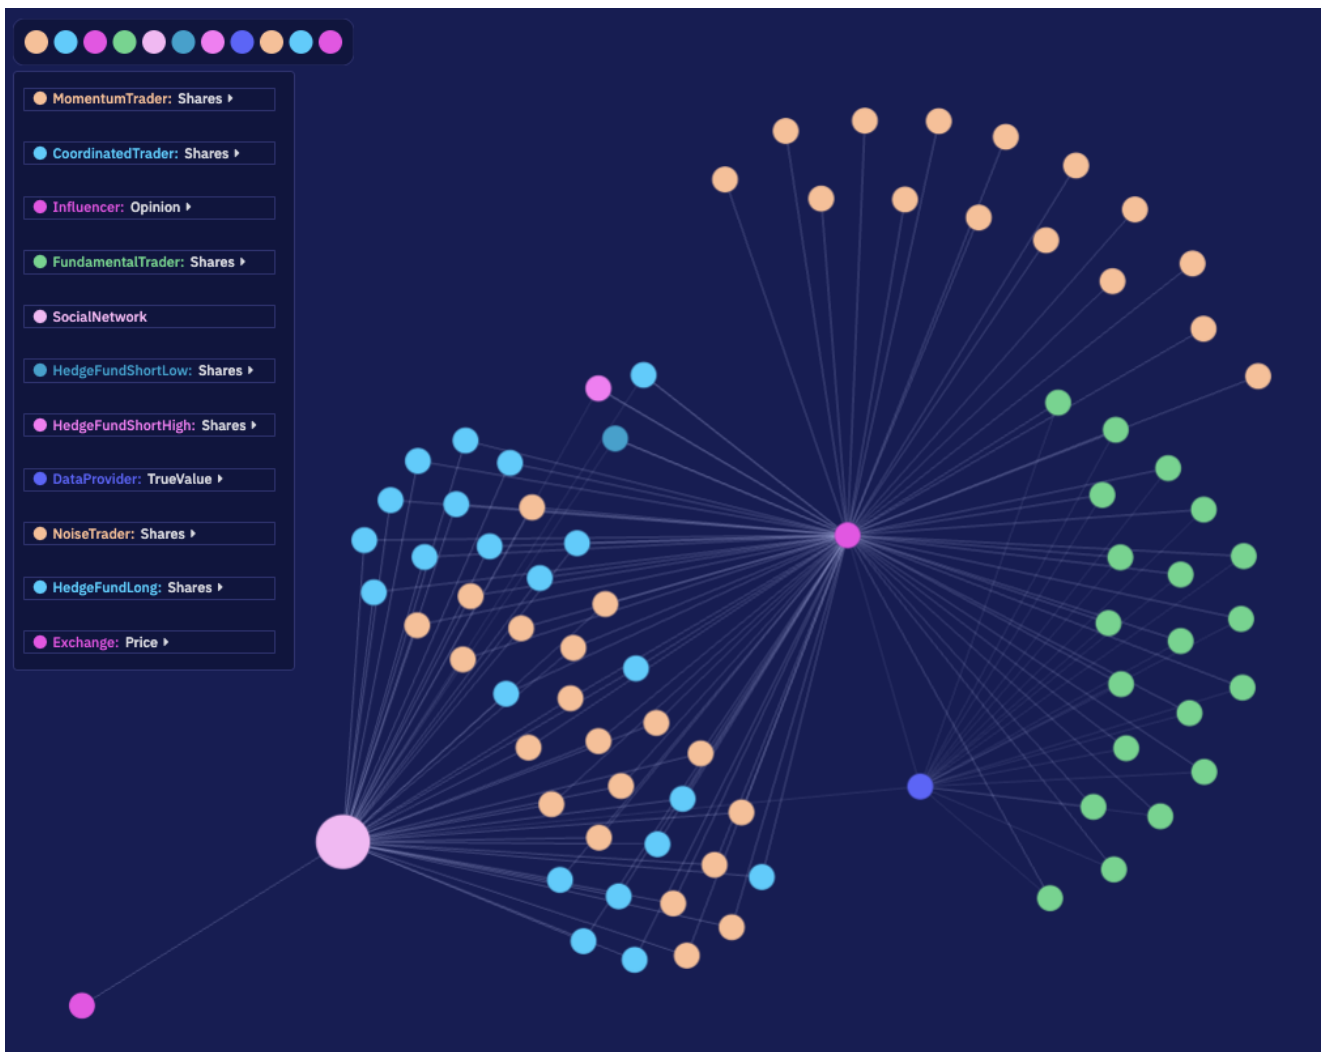 MomentumTrader: Shares
CoordinatedTrader: Shares
Influencer: Opinion
FundamentalTrader: Shares
SocialNetwork
HedgeFundShortLow: Shares
HedgeFundShortHigh: Shares
DataProvider: TrueValue
NoiseTrader: Shares
HedgeFundLong: Shares
Exchange: Price